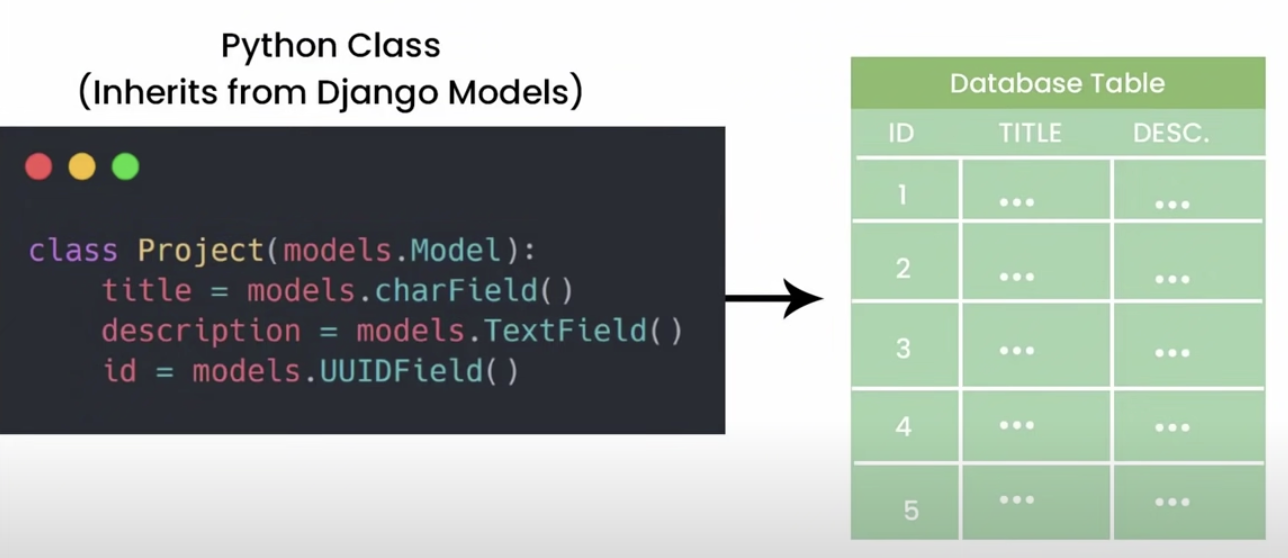 Python Class
(Inherits from Django Models)
class Project(models.Model):
    title = models.charField()
    description = models.TextField()
    id = models.UUIDField()
Database Table
ID TITLE DESC.
1 ... ...
2 ... ...
3 ... ...
4 ... ...
5 ... ...